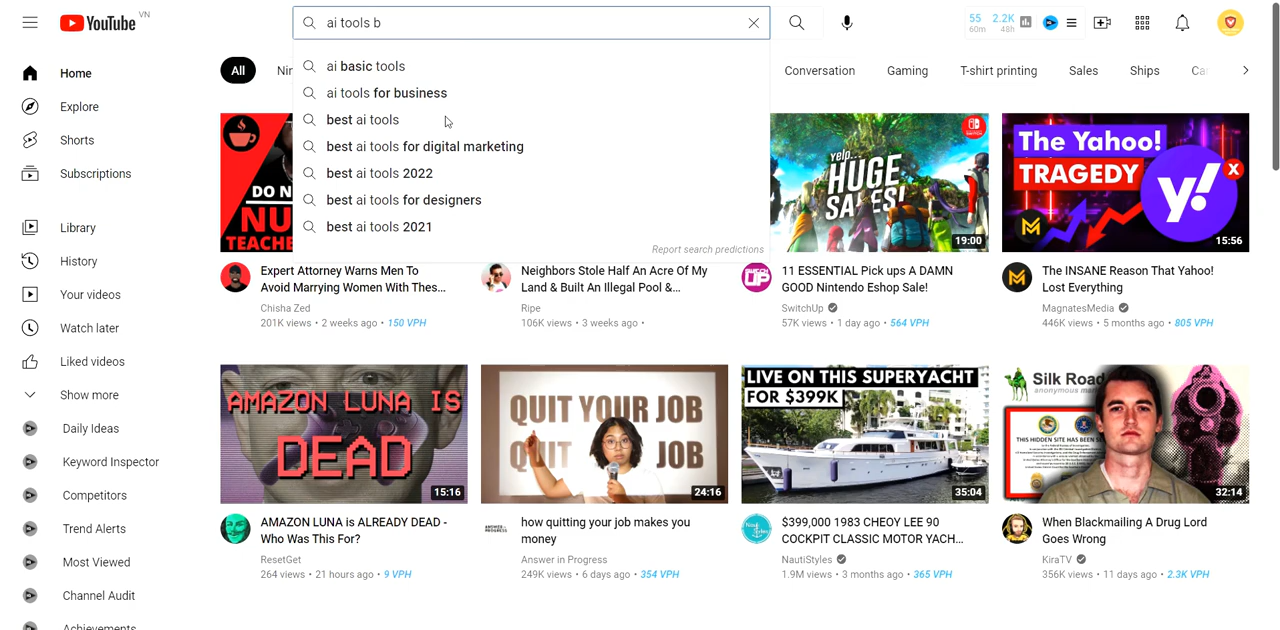 YouTube VN
ai tools b
55 2.2K
60m 48h
Home
Explore
Shorts
Subscriptions
Library
History
Your videos
Watch later
Liked videos
Show more
Daily Ideas
Keyword Inspector
Competitors
Trend Alerts
Most Viewed
Channel Audit
Achievements
All
Conversation
Gaming
T-shirt printing
Sales
Ships
ai basic tools
ai tools for business
best ai tools
best ai tools for digital marketing
best ai tools 2022
best ai tools for designers
best ai tools 2021
Report search predictions
DO N
NU
TEACHE
Expert Attorney Warns Men To
Avoid Marrying Women With Thes...
Chisha Zed
201K views • 2 weeks ago • 150 VPH
Neighbors Stole Half An Acre Of My
Land & Built An Illegal Pool &...
Ripe
106K views • 3 weeks ago •
yelp...
HUGE
SALES!
19:00
SWITCH UP
11 ESSENTIAL Pick ups A DAMN
GOOD Nintendo Eshop Sale!
SwitchUp
57K views • 1 day ago • 564 VPH
The Yahoo!
TRAGEDY
y!
X
15:56
The INSANE Reason That Yahoo!
Lost Everything
MagnatesMedia
446K views • 5 months ago • 805 VPH
AMAZON LUNA IS
DEAD
15:16
AMAZON LUNA is ALREADY DEAD -
Who Was This For?
ResetGet
264 views • 21 hours ago • 9 VPH
QUIT YOUR JOB
QUIT JOB
24:16
ANSWER IN
PROGRESS
how quitting your job makes you
money
Answer in Progress
249K views • 6 days ago • 354 VPH
LIVE ON THIS SUPERYACHT
FOR $399K
35:04
$399,000 1983 CHEOY LEE 90
COCKPIT CLASSIC MOTOR YACH...
NautiStyles
1.9M views • 3 months ago • 365 VPH
Silk Road
anonymous
THIS HIDDEN SITE HAS BEEN SE
32:14
When Blackmailing A Drug Lord
Goes Wrong
KiraTV
356K views • 11 days ago • 2.3K VPH